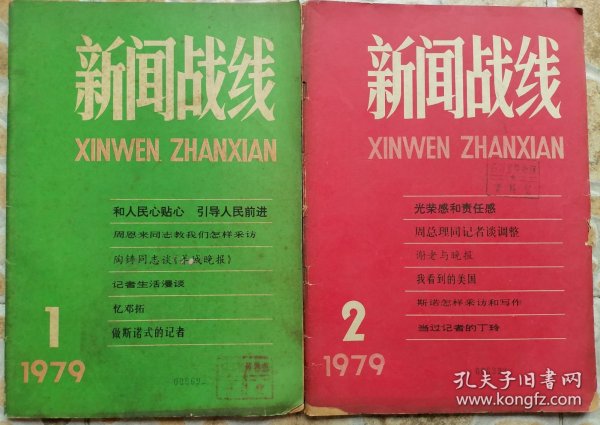 新闻战线
XINWEN ZHANXIAN
和人民心贴心 引导人民前进
周恩来同志教我们怎样采访
陶铸同志谈《羊城晚报》
记者生活漫谈
忆邓拓
做斯诺式的记者
1
1979
新闻战线
XINWEN ZHANXIAN
光荣感和责任感
周总理同记者谈调整
谢老与晚报
我看到的美国
斯诺怎样采访和写作
当过记者的丁玲
2
1979
孔夫子旧书网
www.kongfz.com